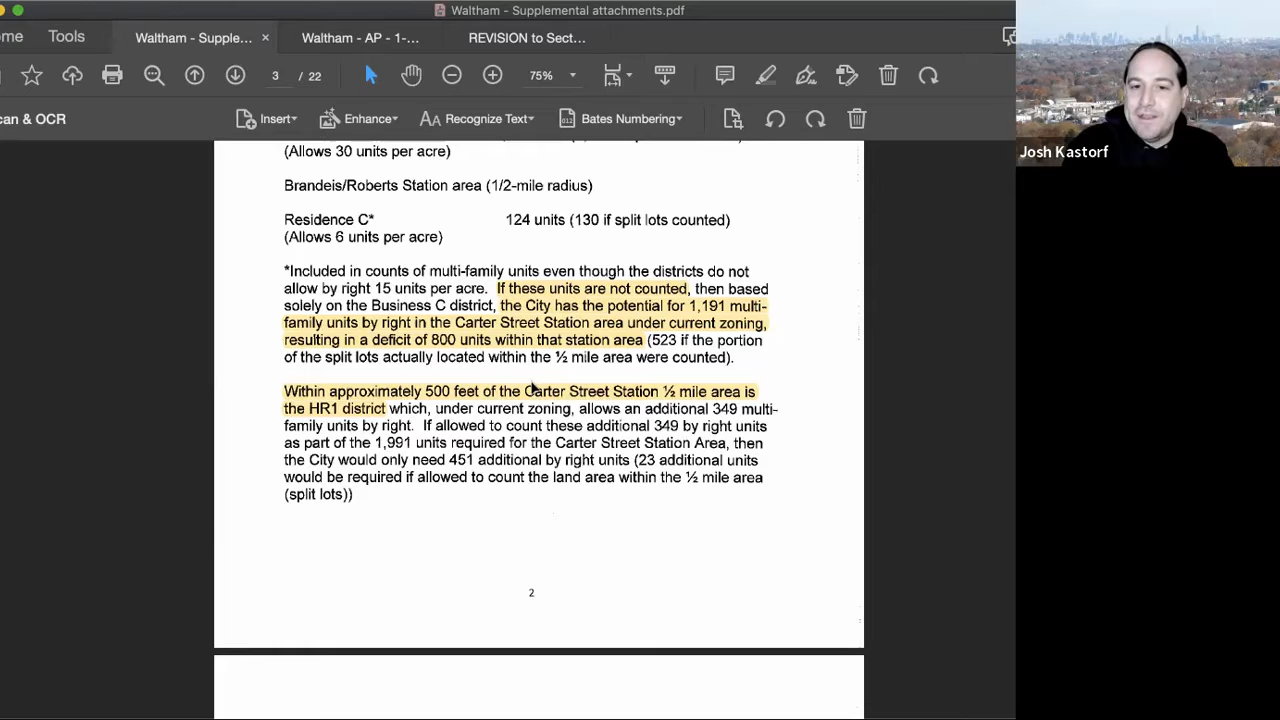 Waltham - Supplemental attachments.pdf
ome
Tools
Waltham - Supple...
×
Waltham - AP - 1-...
REVISION to Sect...
3 / 22
75%
can & OCR
Insert
Enhance
Recognize Text
Bates Numbering
Josh Kastorf
(Allows 30 units per acre)
Brandeis/Roberts Station area (1/2-mile radius)
Residence C* 124 units (130 if split lots counted)
(Allows 6 units per acre)
*Included in counts of multi-family units even though the districts do not
allow by right 15 units per acre. If these units are not counted, then based
solely on the Business C district, the City has the potential for 1,191 multi-
family units by right in the Carter Street Station area under current zoning,
resulting in a deficit of 800 units within that station area (523 if the portion
of the split lots actually located within the ½ mile area were counted).
Within approximately 500 feet of the Carter Street Station ½ mile area is
the HR1 district which, under current zoning, allows an additional 349 multi-
family units by right. If allowed to count these additional 349 by right units
as part of the 1,991 units required for the Carter Street Station Area, then
the City would only need 451 additional by right units (23 additional units
would be required if allowed to count the land area within the ½ mile area
(split lots))
2